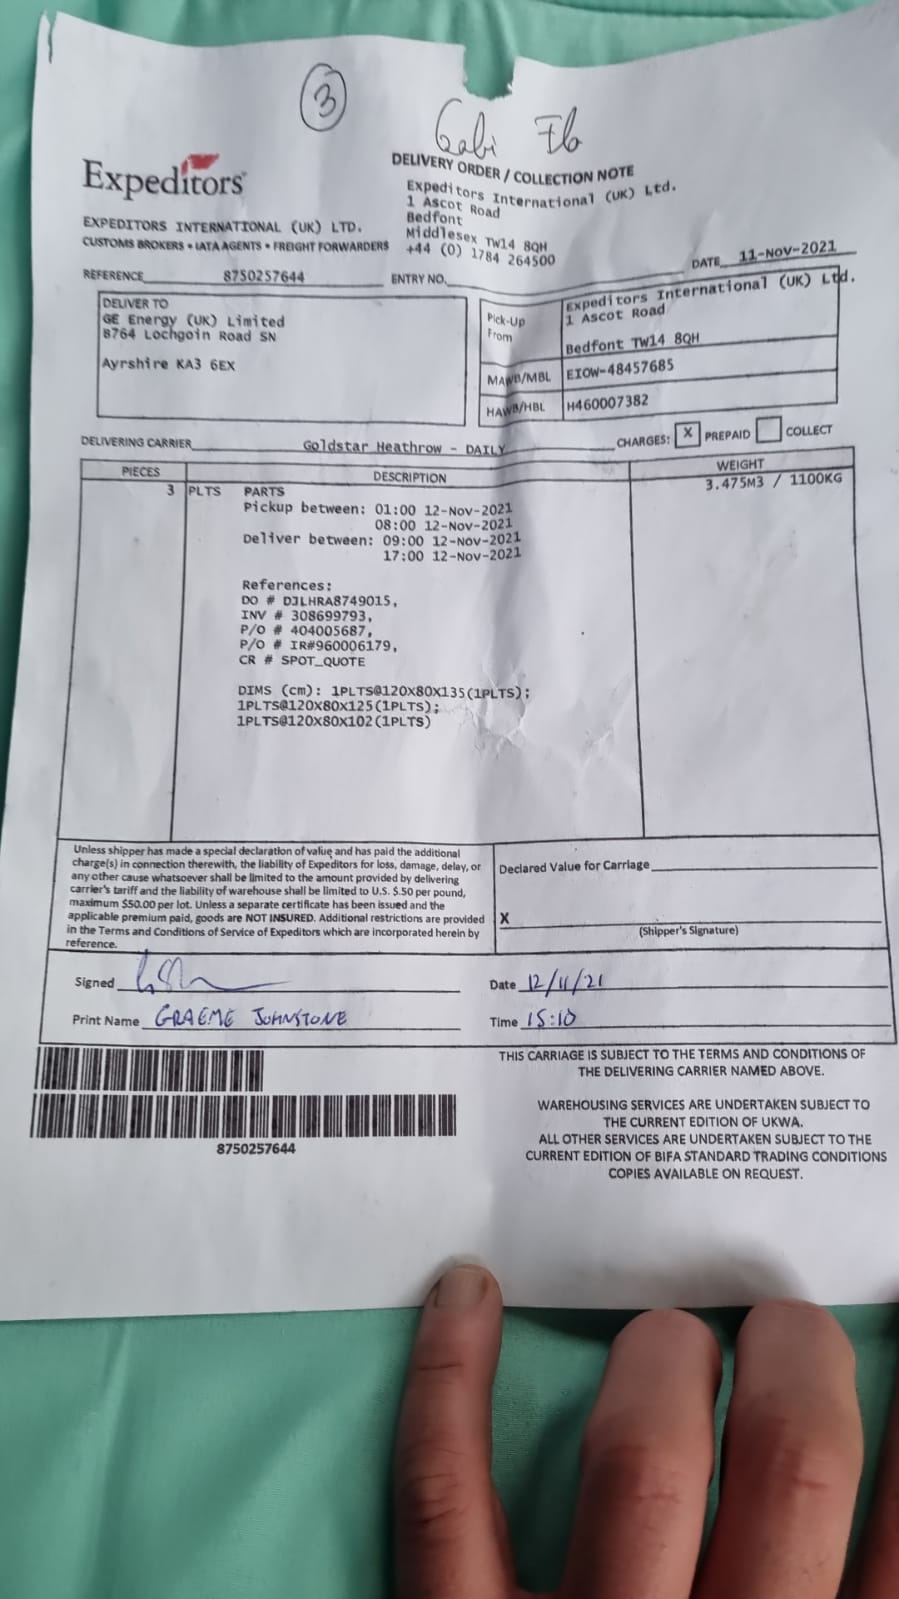 3
Gabi Fb
Expeditors
DELIVERY ORDER / COLLECTION NOTE
Expeditors International (UK) Ltd.
1 Ascot Road
Bedfont
Middlesex TW14 8QH
+44 (0) 1784 264500
EXPEDITORS INTERNATIONAL (UK) LTD.
CUSTOMS BROKERS • IATA AGENTS • FREIGHT FORWARDERS
DATE 11-NOV-2021
REFERENCE 8750257644 ENTRY NO.
DELIVER TO
GE Energy (UK) Limited
8764 Lochgoin Road SN
Ayrshire KA3 6EX
Pick-Up From
Expeditors International (UK) Ltd.
1 Ascot Road
Bedfont TW14 8QH
MAWB/MBL EIOW-48457685
HAWB/HBL H460007382
DELIVERING CARRIER Goldstar Heathrow - DAILY CHARGES: X PREPAID COLLECT
PIECES DESCRIPTION WEIGHT
3 PLTS PARTS 3.475M3 / 1100KG
Pickup between: 01:00 12-Nov-2021
08:00 12-Nov-2021
Deliver between: 09:00 12-Nov-2021
17:00 12-Nov-2021
References:
DO # DJLHRA8749015,
INV # 308699793,
P/O # 404005687,
P/O # IR#960006179,
CR # SPOT_QUOTE
DIMS (cm): 1PLTS@120X80X135(1PLTS);
1PLTS@120X80X125(1PLTS);
1PLTS@120X80X102(1PLTS)
Unless shipper has made a special declaration of value and has paid the additional
charge(s) in connection therewith, the liability of Expeditors for loss, damage, delay, or
any other cause whatsoever shall be limited to the amount provided by delivering
carrier's tariff and the liability of warehouse shall be limited to U.S. $.50 per pound,
maximum $50.00 per lot. Unless a separate certificate has been issued and the
applicable premium paid, goods are NOT INSURED. Additional restrictions are provided
in the Terms and Conditions of Service of Expeditors which are incorporated herein by
reference.
Declared Value for Carriage
X
(Shipper's Signature)
Signed
Date 12/11/21
Print Name GRAEME JOHNSTONE
Time 15:10
8750257644
THIS CARRIAGE IS SUBJECT TO THE TERMS AND CONDITIONS OF
THE DELIVERING CARRIER NAMED ABOVE.
WAREHOUSING SERVICES ARE UNDERTAKEN SUBJECT TO
THE CURRENT EDITION OF UKWA.
ALL OTHER SERVICES ARE UNDERTAKEN SUBJECT TO THE
CURRENT EDITION OF BIFA STANDARD TRADING CONDITIONS
COPIES AVAILABLE ON REQUEST.